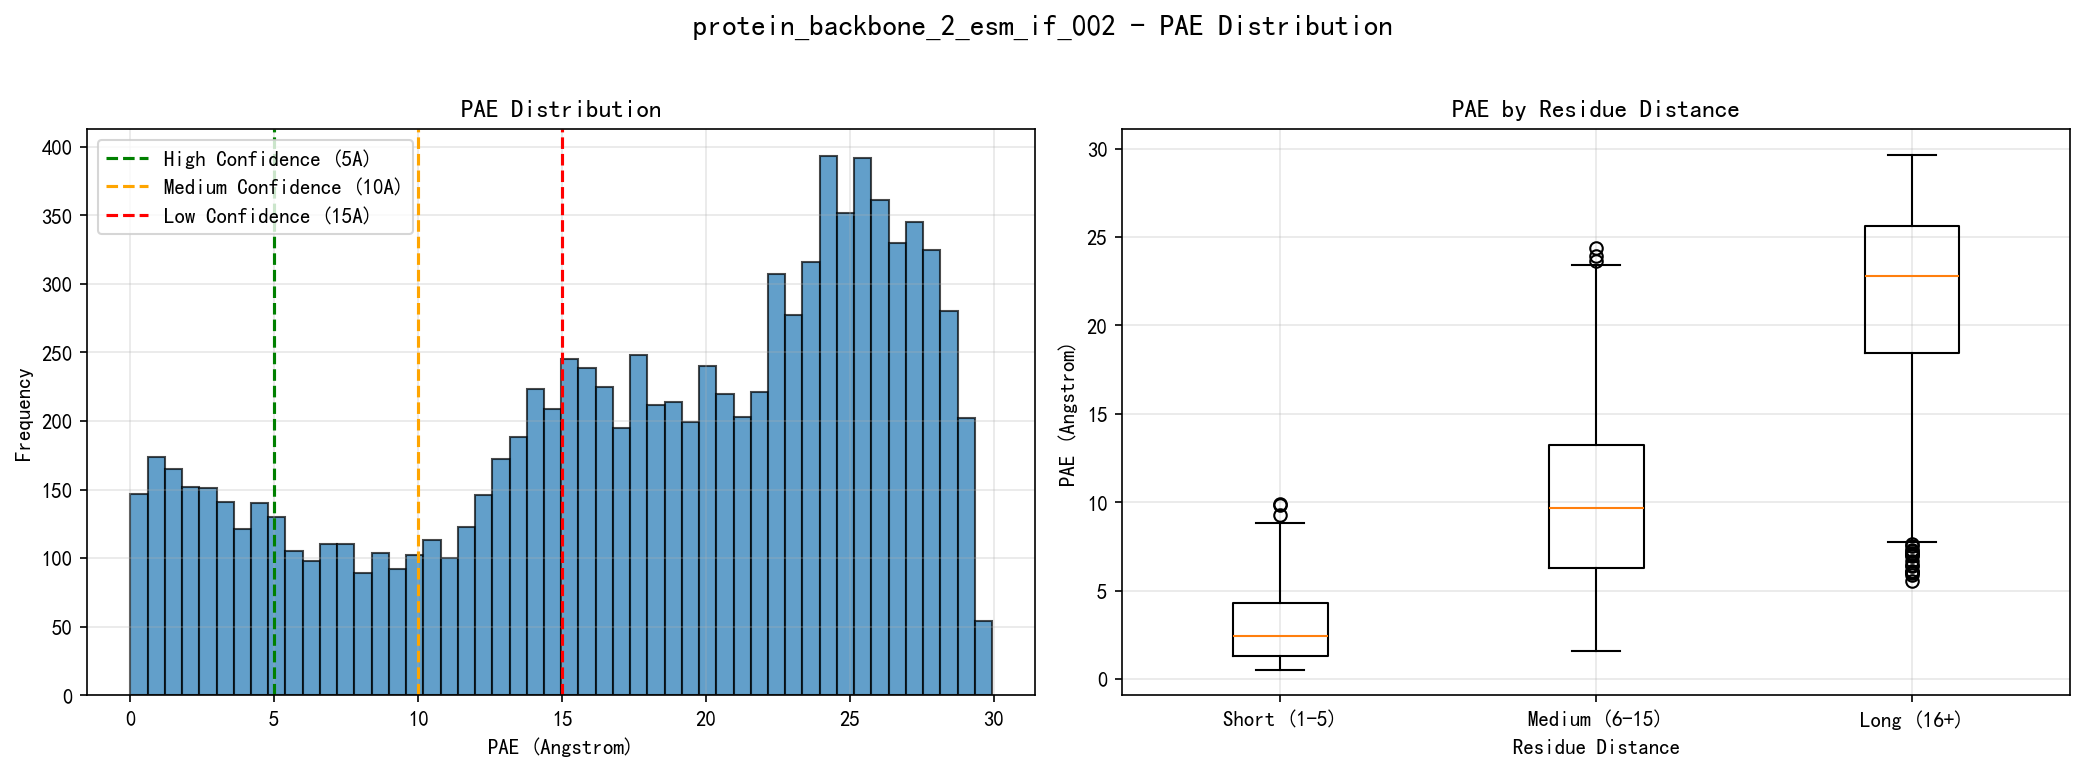 protein_backbone_2_esm_if_002 - PAE Distribution
PAE Distribution
High Confidence (5A)
Medium Confidence (10A)
Low Confidence (15A)
400
350
300
250
200
150
100
50
0
Frequency
0 5 10 15 20 25 30
PAE (Angstrom)
PAE by Residue Distance
30
25
20
15
10
5
0
PAE (Angstrom)
Short (1-5) Medium (6-15) Long (16+)
Residue Distance